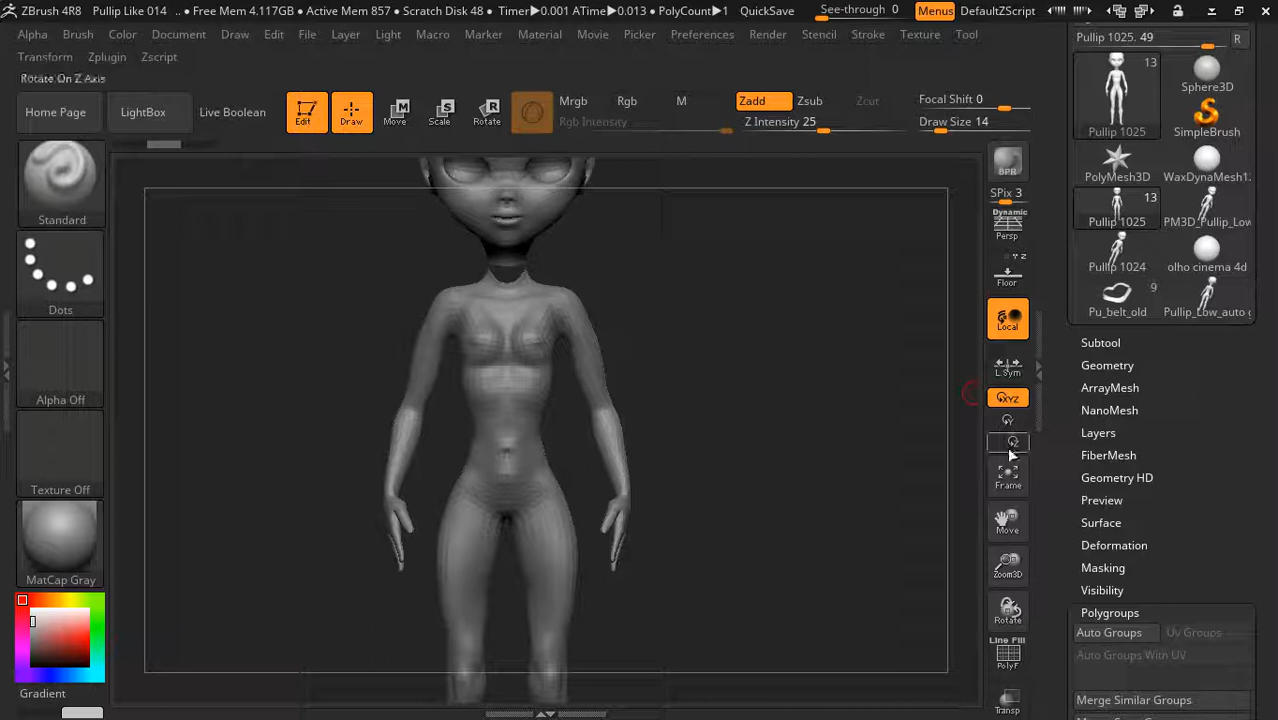 ZBrush 4R8 Pullip Like 014 .. • Free Mem 4.117GB • Active Mem 857 • Scratch Disk 48 • Timer▶0.001 ATime▶0.013 • PolyCount▶1 QuickSave See-through 0 Menus DefaultZScript
Alpha Brush Color Document Draw Edit File Layer Light Macro Marker Material Movie Picker Preferences Render Stencil Stroke Texture Tool
Transform Zplugin Zscript
Rotate On Z Axis
Home Page LightBox Live Boolean Edit Draw Move Scale Rotate
Mrgb Rgb M Zadd Zsub Zcut Focal Shift 0
Rgb Intensity Z Intensity 25 Draw Size 14
Standard
Dots
Alpha Off
Texture Off
MatCap Gray
Gradient
BPR
SPix 3
Dynamic
Persp
Y Z
Floor
Local
L.Sym
XYZ
Y
Z
Frame
Move
Zoom3D
Rotate
Line Fill
PolyF
Transp
Pullip 1025. 49 R
13
Pullip 1025 Sphere3D
SimpleBrush
PolyMesh3D WaxDynaMesh1.
13
Pullip 1025 PM3D_Pullip_Low
Pullip 1024 olho cinema 4d
9
Pu_belt_old Pullip_Low_auto g
Subtool
Geometry
ArrayMesh
NanoMesh
Layers
FiberMesh
Geometry HD
Preview
Surface
Deformation
Masking
Visibility
Polygroups
Auto Groups Uv Groups
Auto Groups With UV
Merge Similar Groups